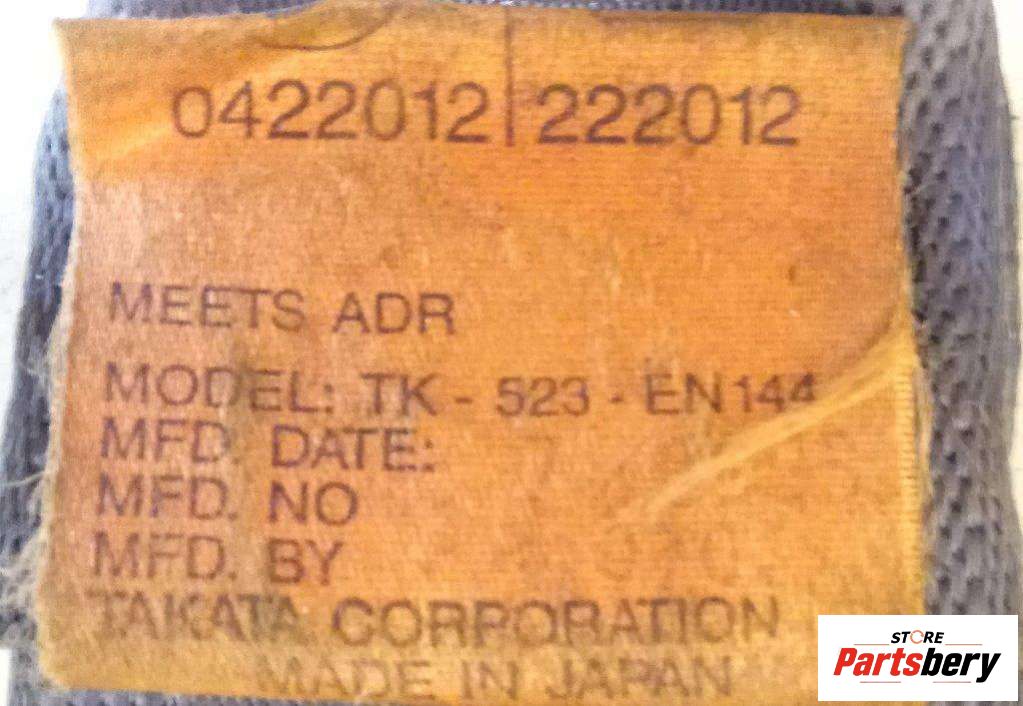 0422012|222012
MEETS ADR
MODEL: TK - 523 - EN144
MFD. DATE:
MFD. NO
MFD. BY
TAKATA CORPORATION
MADE IN JAPAN
STORE
Partsbery